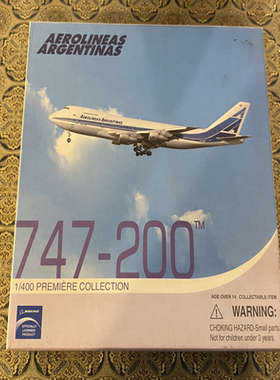 AEROLINEAS
ARGENTINAS
AEROLINEAS ARGENTINAS
747-200™
1/400 PREMIÈRE COLLECTION
AGE OVER 14 COLLECTABLE ITEM
BOEING
OFFICIALLY
LICENSED
PRODUCT
⚠ WARNING:
CHOKING HAZARD-Small parts
Not for children under 3 years.